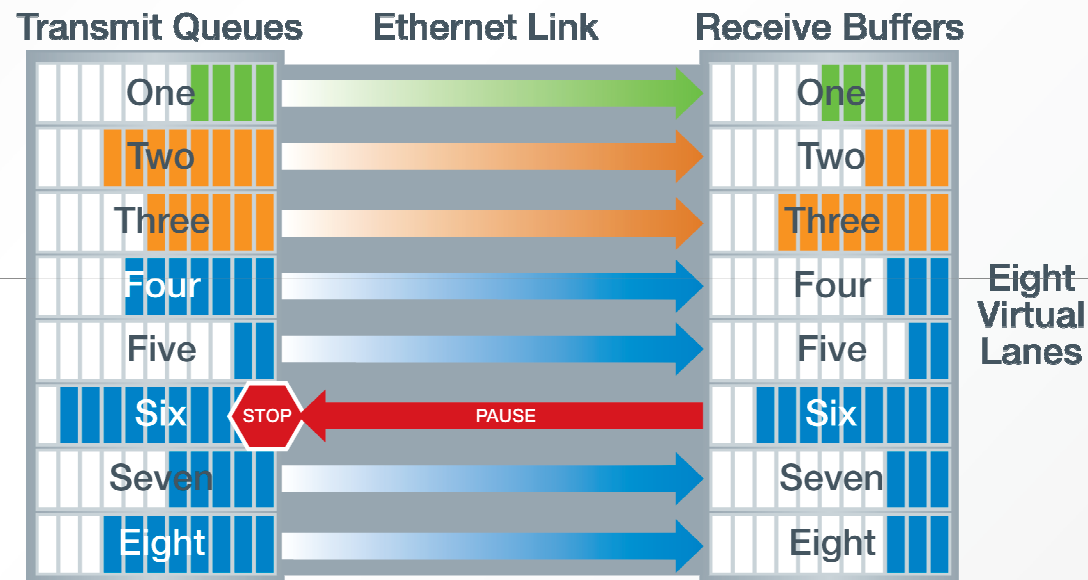 Transmit Queues Ethernet Link Receive Buffers
One One
Two Two
Three Three
Four Four
Five Five
Six STOP PAUSE Six
Seven Seven
Eight Eight
Eight
Virtual
Lanes